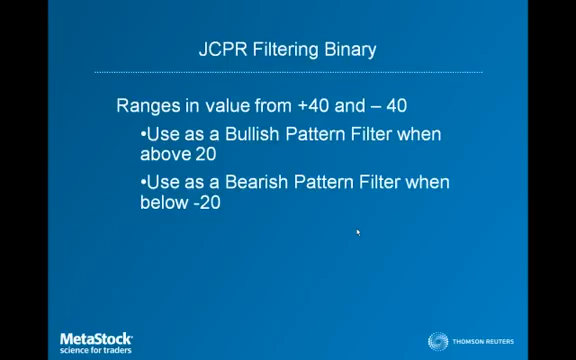 JCPR Filtering Binary
Ranges in value from +40 and – 40
•Use as a Bullish Pattern Filter when
above 20
•Use as a Bearish Pattern Filter when
below -20
MetaStock
science for traders
THOMSON REUTERS